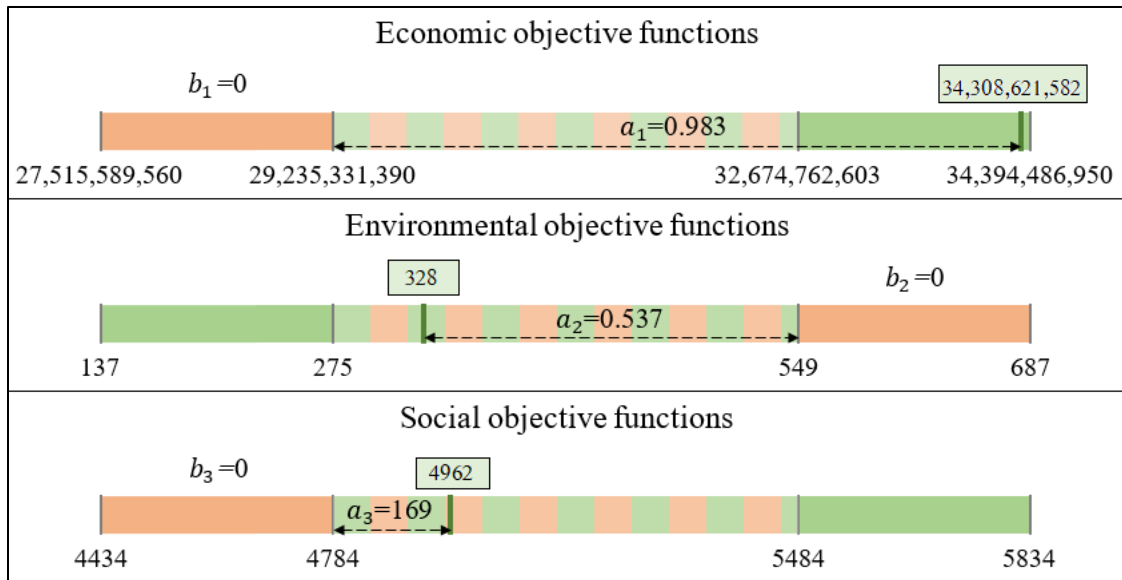 Economic objective functions
b₁=0
34,308,621,582
a₁=0.983
27,515,589,560 29,235,331,390 32,674,762,603 34,394,486,950
Environmental objective functions
328
b₂=0
a₂=0.537
137 275 549 687
Social objective functions
b₃=0
4962
a₃=169
4434 4784 5484 5834